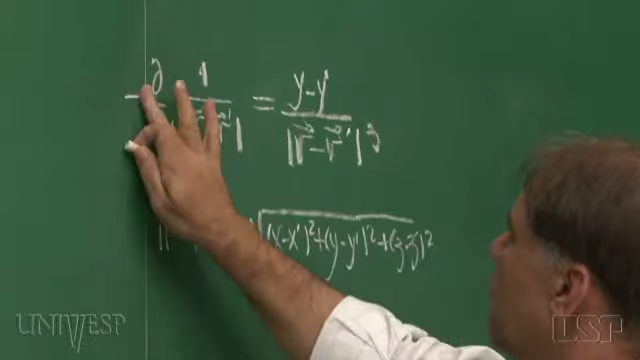 1 = y-y'
|r⃗-r⃗'|³
(x-x')²+(y-y')²+(z-z')²
UNIVESP
USP